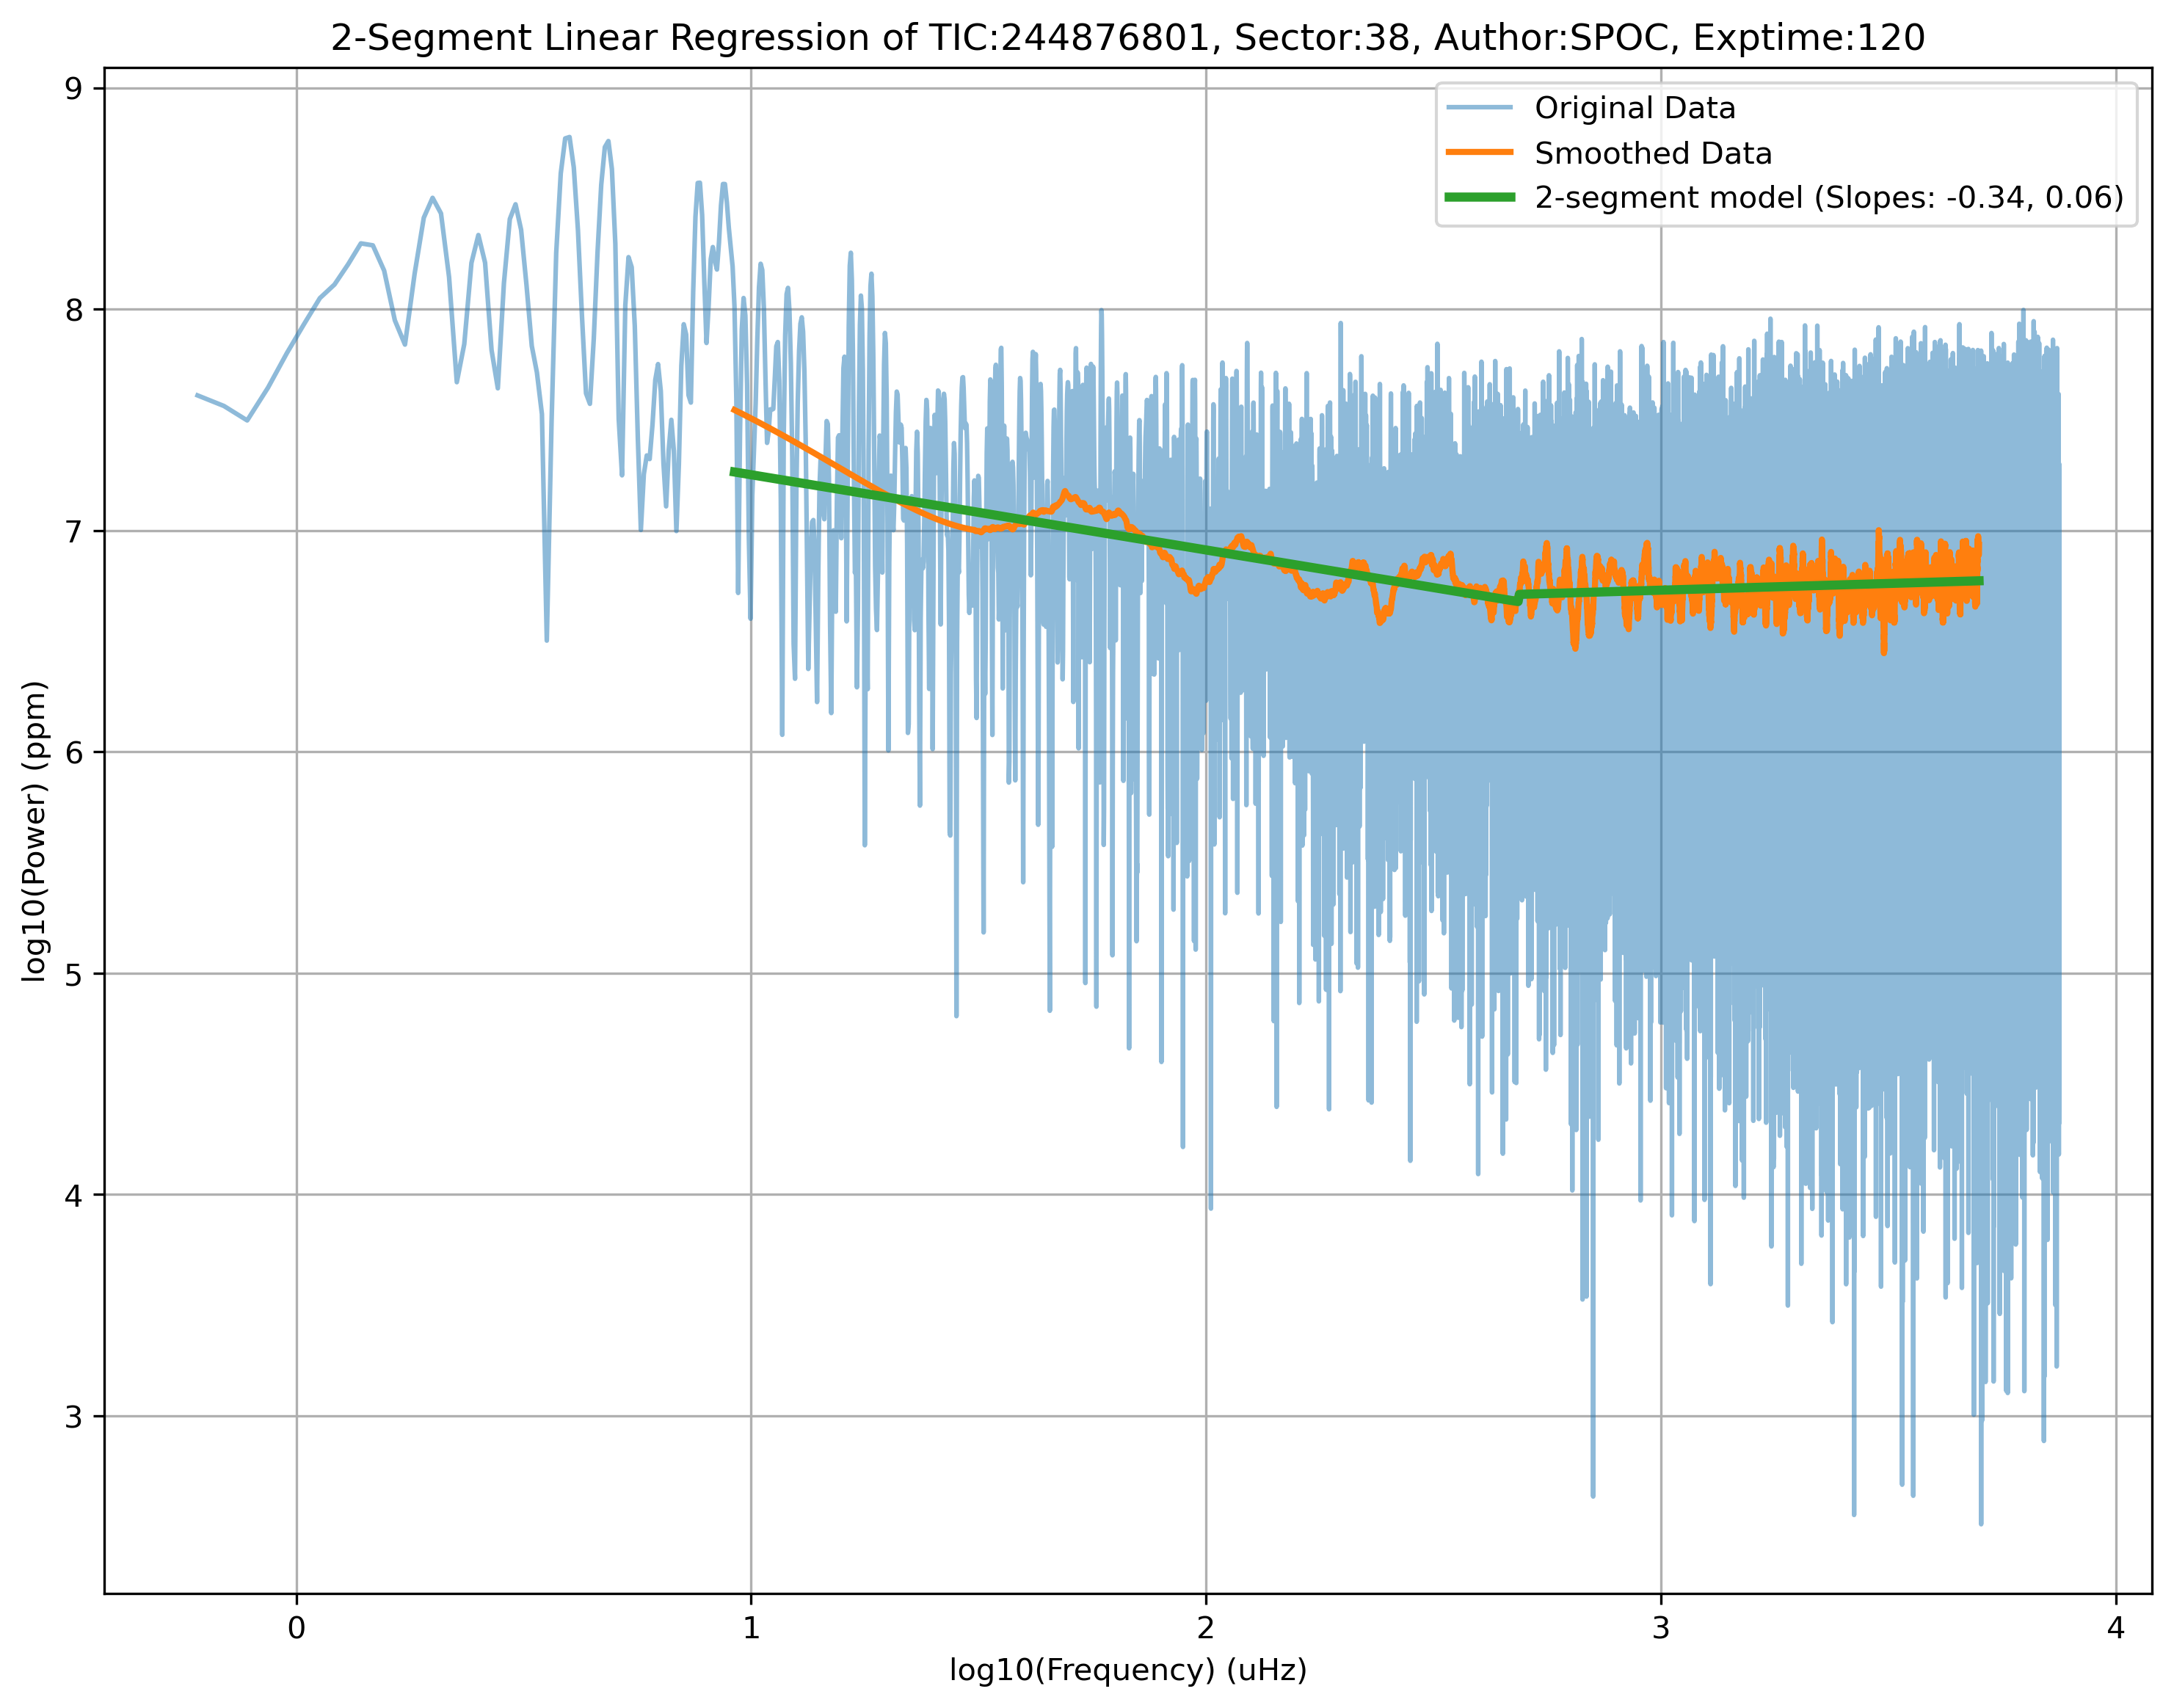 2-Segment Linear Regression of TIC:244876801, Sector:38, Author:SPOC, Exptime:120
Original Data
Smoothed Data
2-segment model (Slopes: -0.34, 0.06)
log10(Power) (ppm)
9
8
7
6
5
4
3
0
1
2
3
4
log10(Frequency) (uHz)